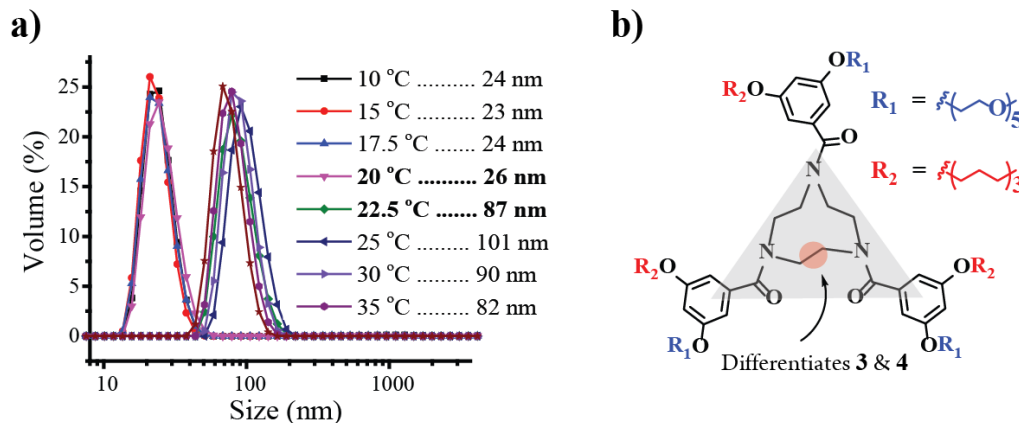 a)
Volume (%)
25
20
15
10
5
0
10 °C ......... 24 nm
15 °C ......... 23 nm
17.5 °C ...... 24 nm
20 °C .......... 26 nm
22.5 °C ....... 87 nm
25 °C ......... 101 nm
30 °C ......... 90 nm
35 °C ......... 82 nm
10
100
1000
Size (nm)
b)
OR₁
R₂O
O
N
N
N
R₁ = (O)₅
R₂ = ( )₃
R₂
O
O
OR₂
O
O
R₁
OR₁
Differentiates 3 & 4